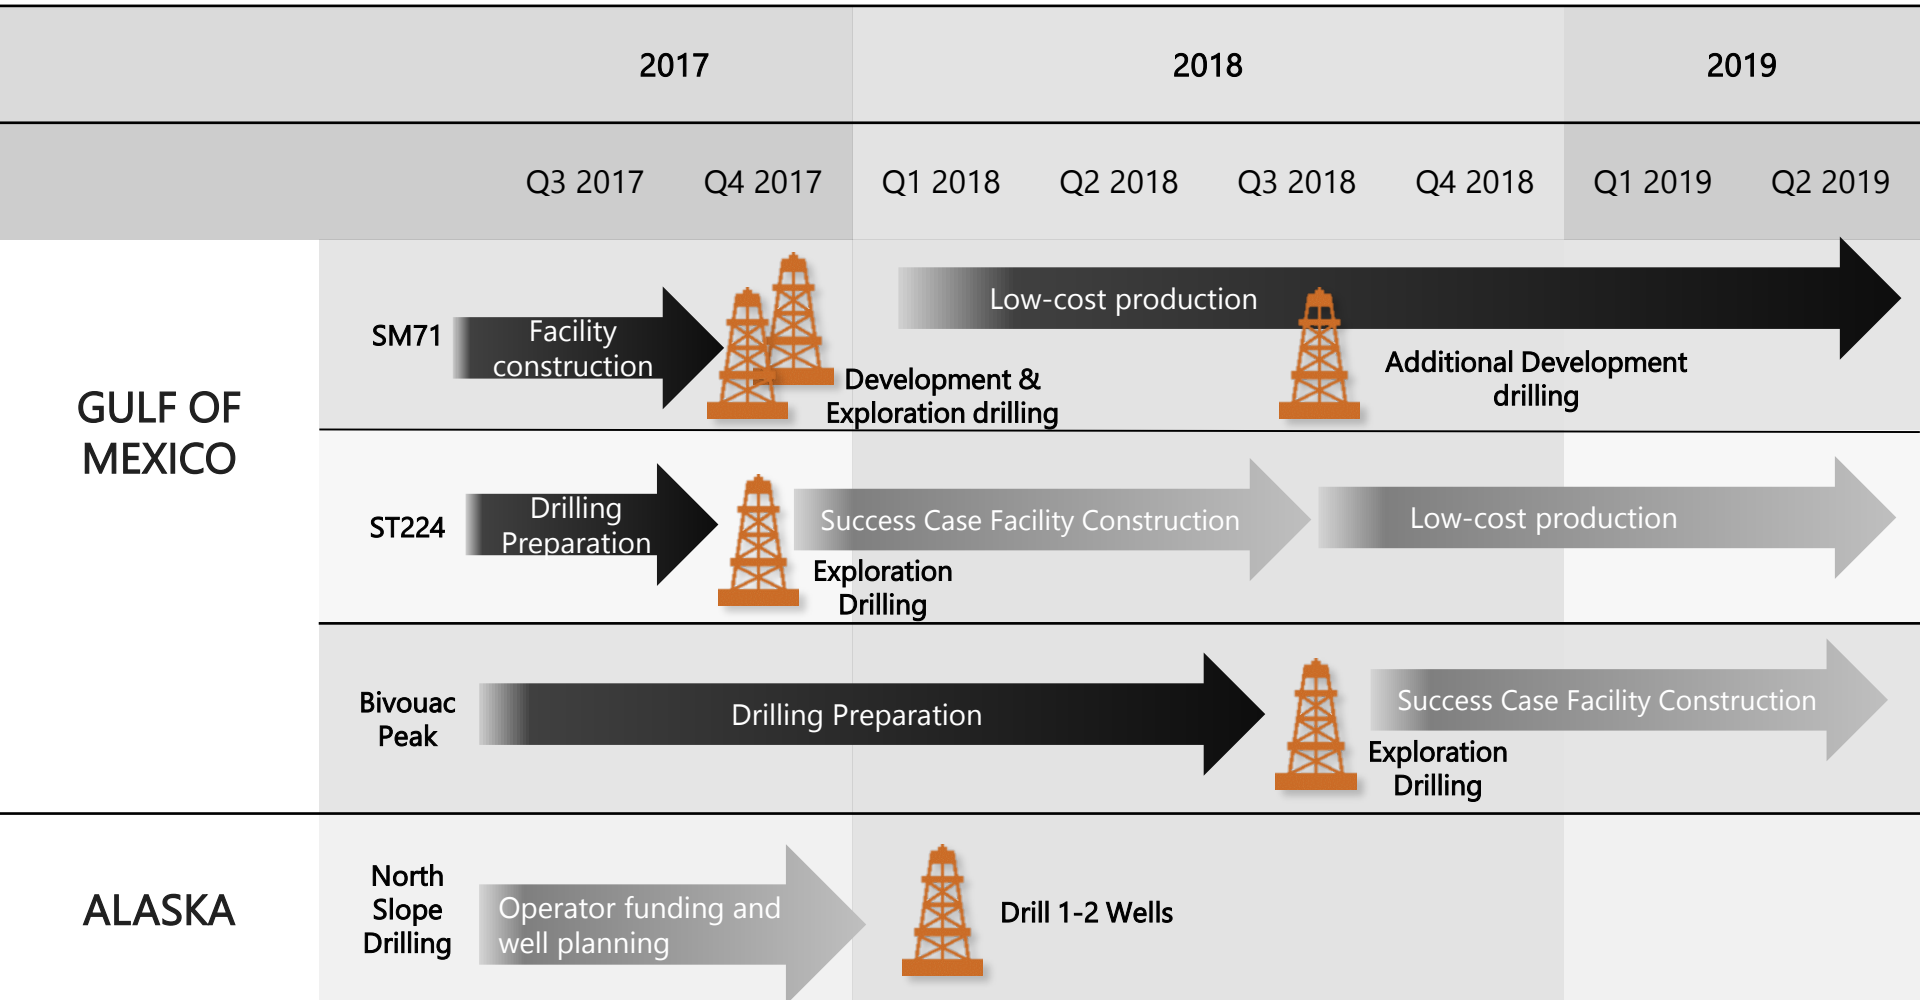 2017
2018
2019
Q3 2017
Q4 2017
Q1 2018
Q2 2018
Q3 2018
Q4 2018
Q1 2019
Q2 2019
GULF OF
MEXICO
SM71
Facility
construction
Development &
Exploration drilling
Low-cost production
Additional Development
drilling
ST224
Drilling
Preparation
Exploration
Drilling
Success Case Facility Construction
Low-cost production
Bivouac
Peak
Drilling Preparation
Exploration
Drilling
Success Case Facility Construction
ALASKA
North
Slope
Drilling
Operator funding and
well planning
Drill 1-2 Wells